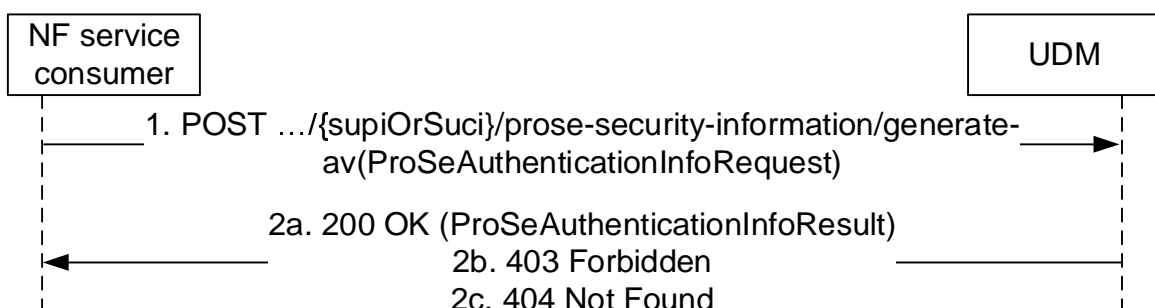 NF service
consumer
UDM
1. POST …/{supiOrSuci}/prose-security-information/generate-
av(ProSeAuthenticationInfoRequest)
2a. 200 OK (ProSeAuthenticationInfoResult)
2b. 403 Forbidden
2c. 404 Not Found